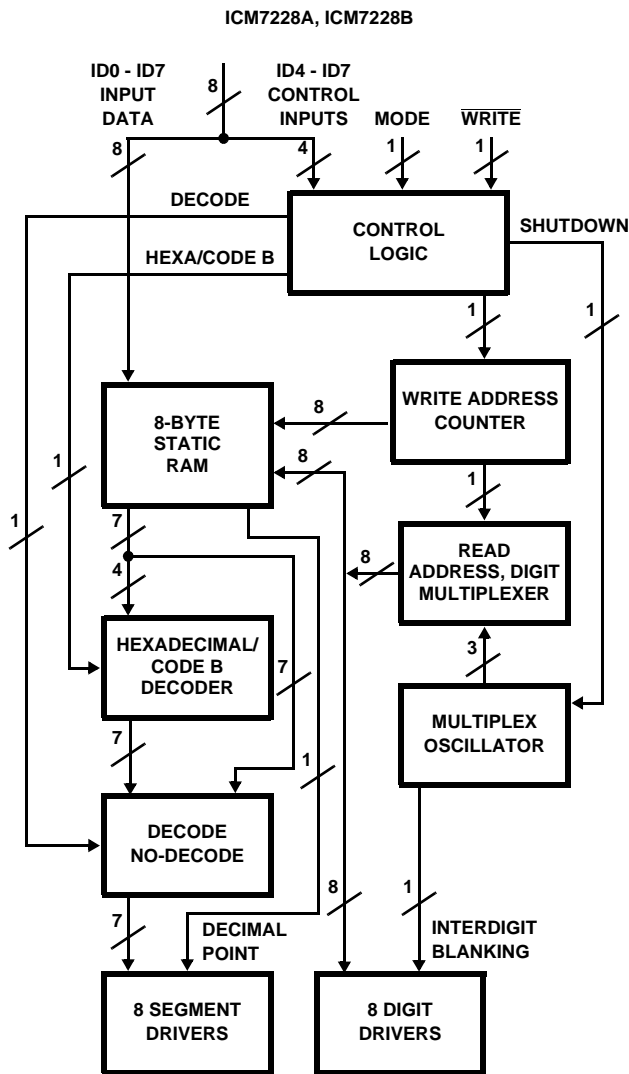 ICM7228A, ICM7228B
ID0 - ID7
INPUT
DATA
8
ID4 - ID7
CONTROL
INPUTS
MODE
WRITE
8
4
1
1
DECODE
HEXA/CODE B
CONTROL
LOGIC
SHUTDOWN
1
1
8-BYTE
STATIC
RAM
8
WRITE ADDRESS
COUNTER
8
1
1
1
7
4
8
READ
ADDRESS, DIGIT
MULTIPLEXER
HEXADECIMAL/
CODE B
DECODER
7
3
MULTIPLEX
OSCILLATOR
7
1
DECODE
NO-DECODE
8
1
7
DECIMAL
POINT
INTERDIGIT
BLANKING
8 SEGMENT
DRIVERS
8 DIGIT
DRIVERS